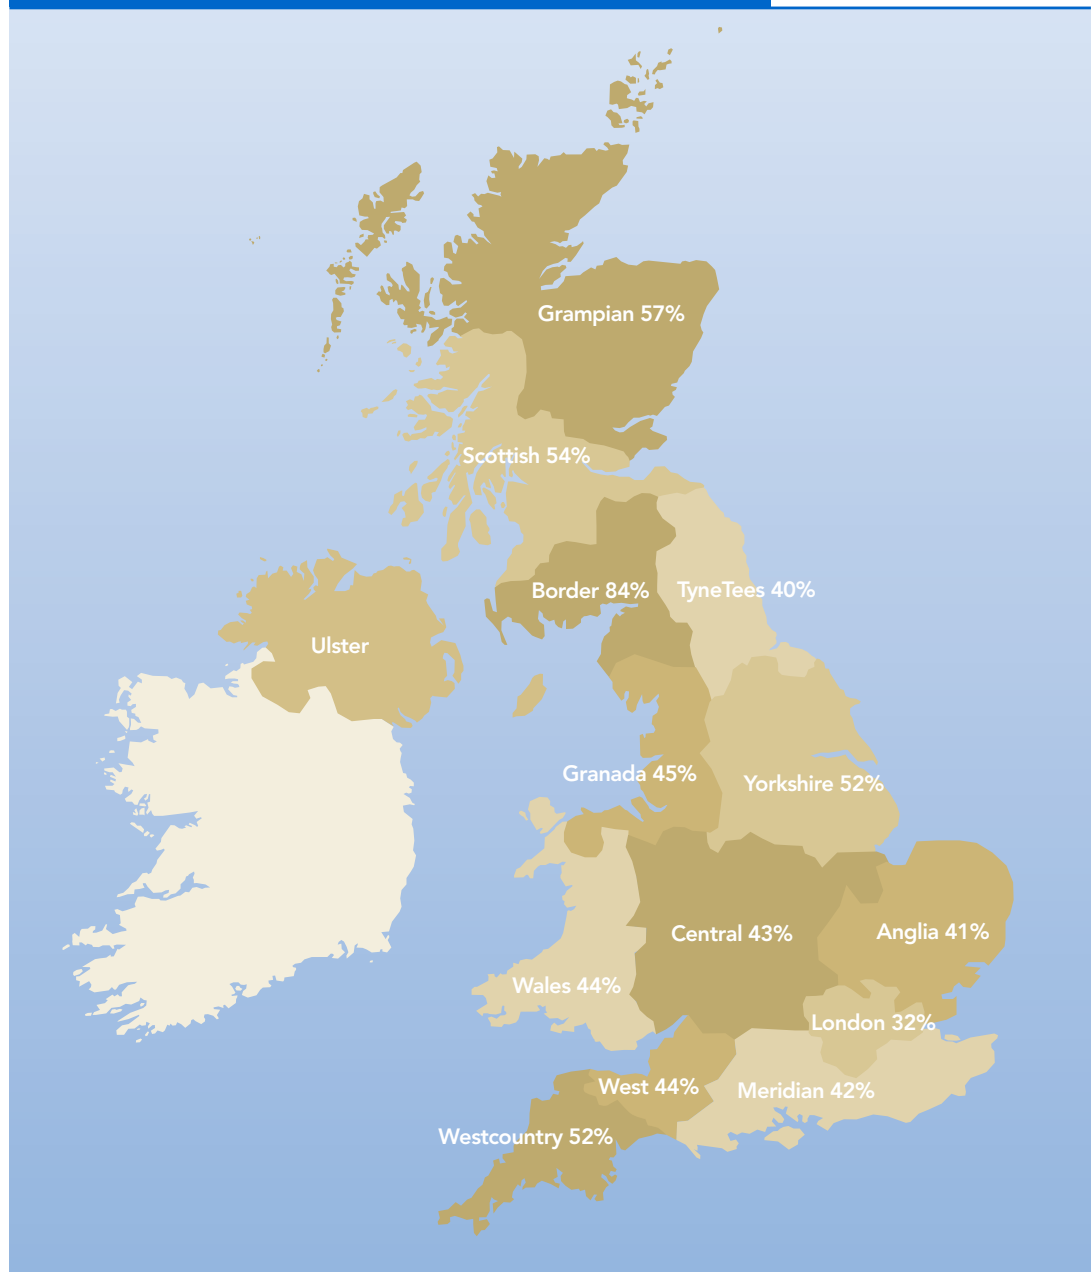 Grampian 57%
Scottish 54%
Border 84%
TyneTees 40%
Ulster
Granada 45%
Yorkshire 52%
Central 43%
Anglia 41%
Wales 44%
London 32%
West 44%
Meridian 42%
Westcountry 52%